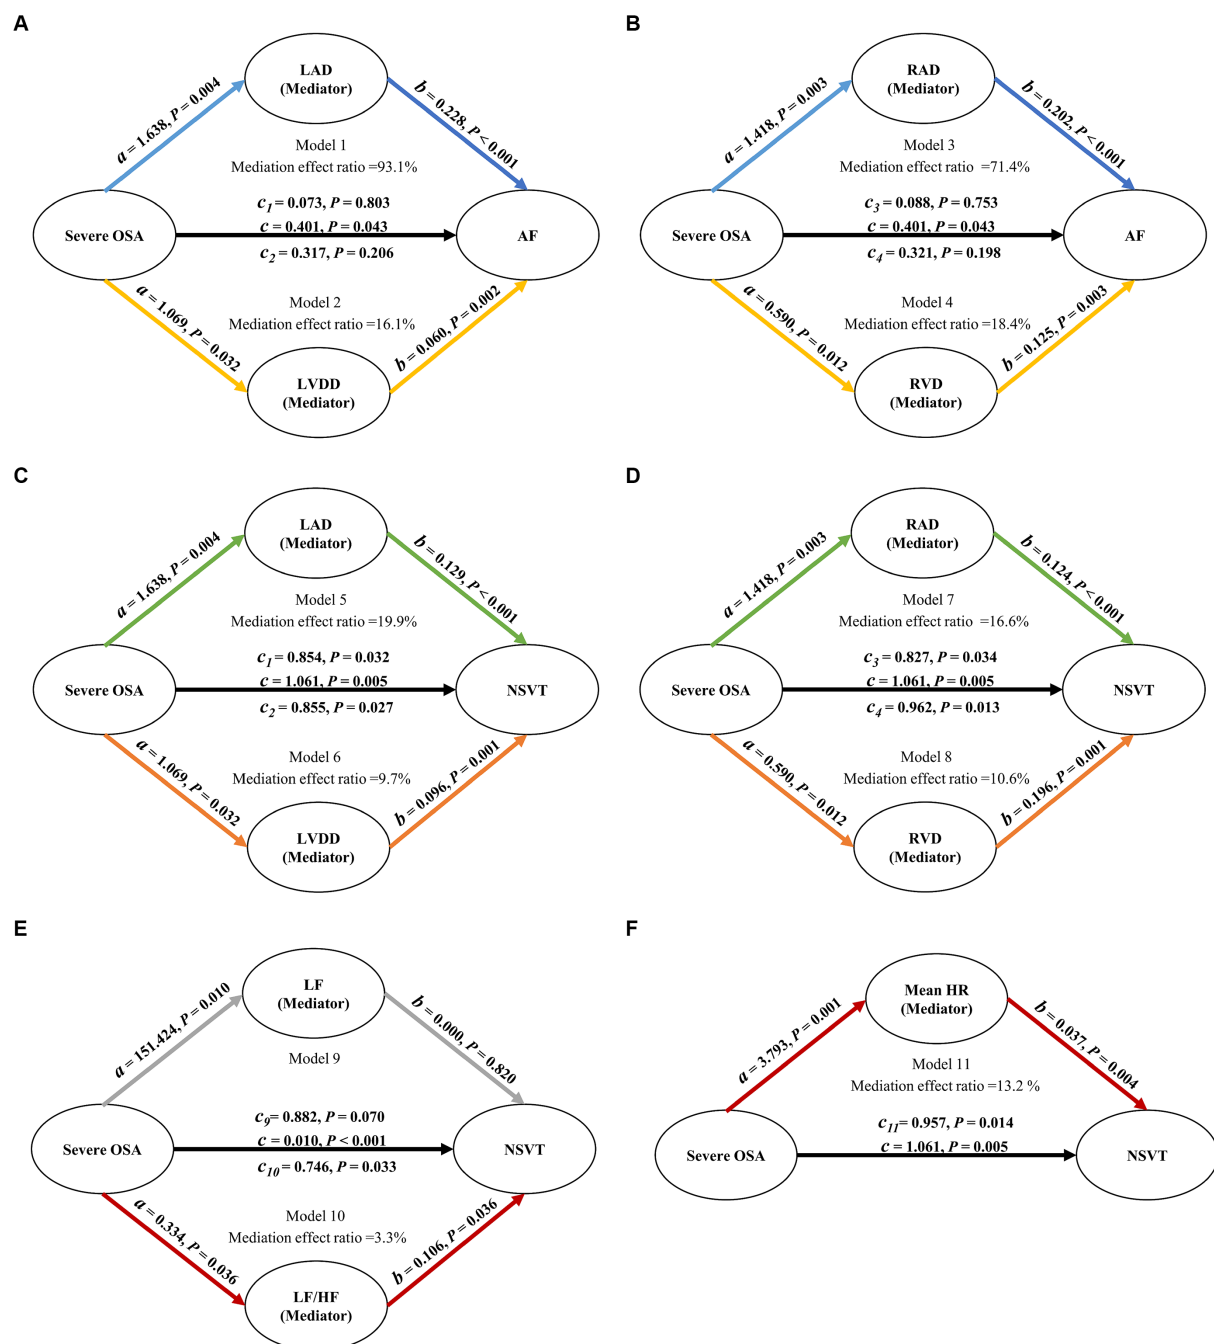 A
LAD
(Mediator)
a = 1.638, P = 0.004
b = 0.228, P < 0.001
Model 1
Mediation effect ratio =93.1%
Severe OSA
c1 = 0.073, P = 0.803
c = 0.401, P = 0.043
c2 = 0.317, P = 0.206
AF
Model 2
Mediation effect ratio =16.1%
a = 1.069, P = 0.032
b = 0.060, P = 0.002
LVDD
(Mediator)
B
RAD
(Mediator)
a = 1.418, P = 0.003
b = 0.202, P < 0.001
Model 3
Mediation effect ratio =71.4%
Severe OSA
c3 = 0.088, P = 0.753
c = 0.401, P = 0.043
c4 = 0.321, P = 0.198
AF
Model 4
Mediation effect ratio =18.4%
a = 0.590, P = 0.012
b = 0.125, P = 0.003
RVD
(Mediator)
C
LAD
(Mediator)
a = 1.638, P = 0.004
b = 0.129, P < 0.001
Model 5
Mediation effect ratio =19.9%
Severe OSA
c1 = 0.854, P = 0.032
c = 1.061, P = 0.005
c2 = 0.855, P = 0.027
NSVT
Model 6
Mediation effect ratio =9.7%
a = 1.069, P = 0.032
b = 0.096, P = 0.001
LVDD
(Mediator)
D
RAD
(Mediator)
a = 1.418, P = 0.003
b = 0.124, P < 0.001
Model 7
Mediation effect ratio =16.6%
Severe OSA
c3 = 0.827, P = 0.034
c = 1.061, P = 0.005
c4 = 0.962, P = 0.013
NSVT
Model 8
Mediation effect ratio =10.6%
a = 0.590, P = 0.012
b = 0.196, P = 0.001
RVD
(Mediator)
E
LF
(Mediator)
a = 151.424, P = 0.010
b = 0.000, P = 0.820
Model 9
Severe OSA
c9= 0.882, P = 0.070
c = 0.010, P < 0.001
c10 = 0.746, P = 0.033
NSVT
Model 10
Mediation effect ratio =3.3%
a = 0.334, P = 0.036
b = 0.106, P = 0.036
LF/HF
(Mediator)
F
Mean HR
(Mediator)
a = 3.793, P = 0.001
b = 0.037, P = 0.004
Model 11
Mediation effect ratio =13.2 %
Severe OSA
c11 = 0.957, P = 0.014
c = 1.061, P = 0.005
NSVT